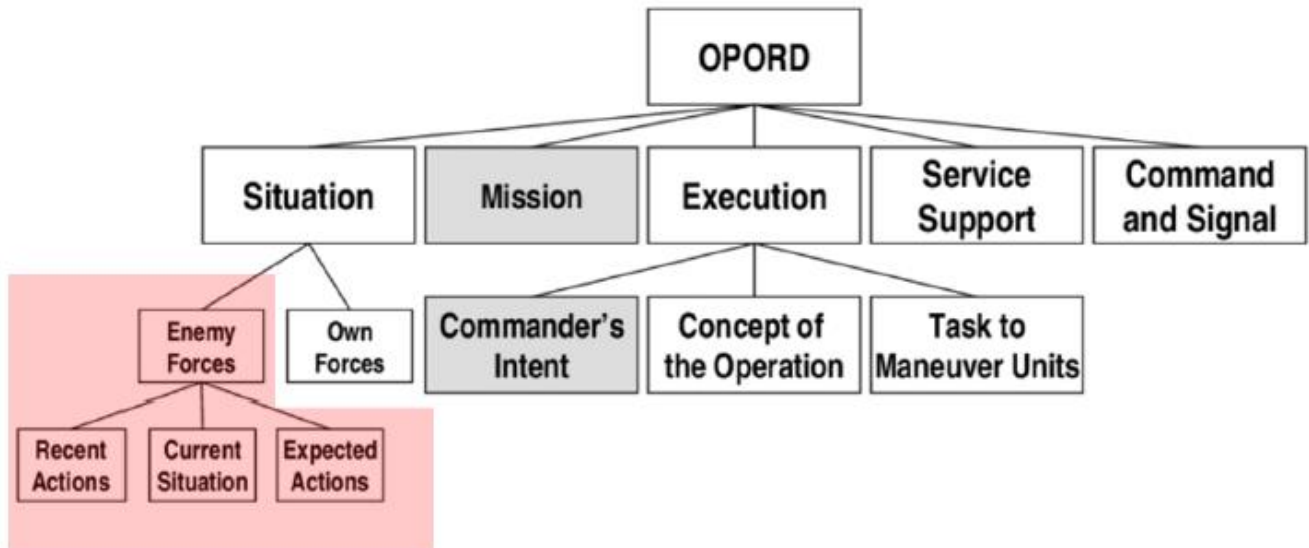 OPORD
Situation
Mission
Execution
Service
Support
Command
and Signal
Enemy
Forces
Own
Forces
Commander's
Intent
Concept of
the Operation
Task to
Maneuver Units
Recent
Actions
Current
Situation
Expected
Actions